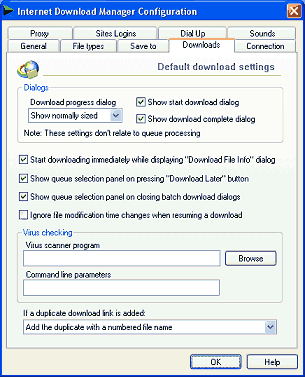 Internet Download Manager Configuration
Proxy Sites Logins Dial Up Sounds
General File types Save to Downloads Connection
Default download settings
Dialogs
Download progress dialog
Show normally sized
Show start download dialog
Show download complete dialog
Note: These settings don't relate to queue processing
Start downloading immediately while displaying "Download File Info" dialog
Show queue selection panel on pressing "Download Later" button
Show queue selection panel on closing batch download dialogs
Ignore file modification time changes when resuming a download
Virus checking
Virus scanner program
Browse
Command line parameters
If a duplicate download link is added:
Add the duplicate with a numbered file name
OK Help